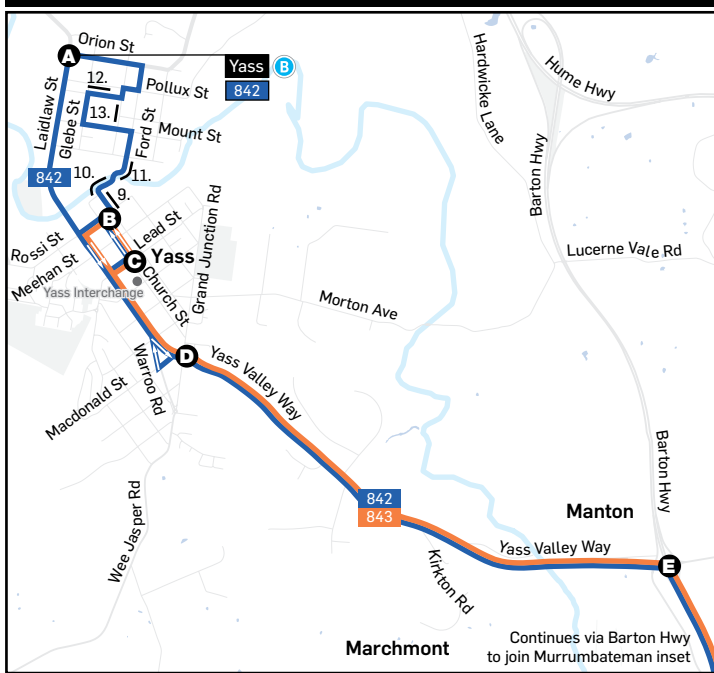 Orion St
A
Yass B
842
12.
Pollux St
Laidlaw St
Glebe St
13.
Ford St
Mount St
Hardwicke Lane
Hume Hwy
Barton Hwy
842
10.
11.
9.
B
Lead St
Grand Junction Rd
Rossi St
Meehan St
C
Yass
Yass Interchange
Church St
Lucerne Vale Rd
Morton Ave
D
Warroo Rd
Macdonald St
Yass Valley Way
Wee Jasper Rd
842
843
Manton
Barton Hwy
Yass Valley Way
E
Kirkton Rd
Marchmont
Continues via Barton Hwy
to join Murrumbateman inset